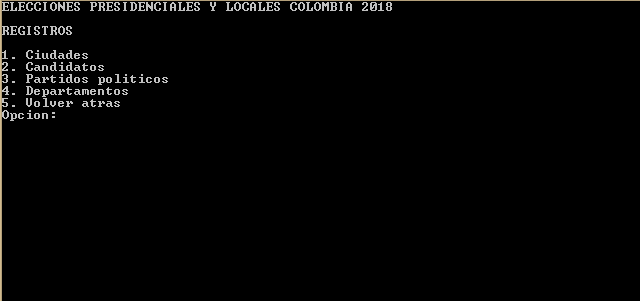 ELECCIONES PRESIDENCIALES Y LOCALES COLOMBIA 2018
REGISTROS
1. Ciudades
2. Candidatos
3. Partidos politicos
4. Departamentos
5. Volver atras
Opcion: